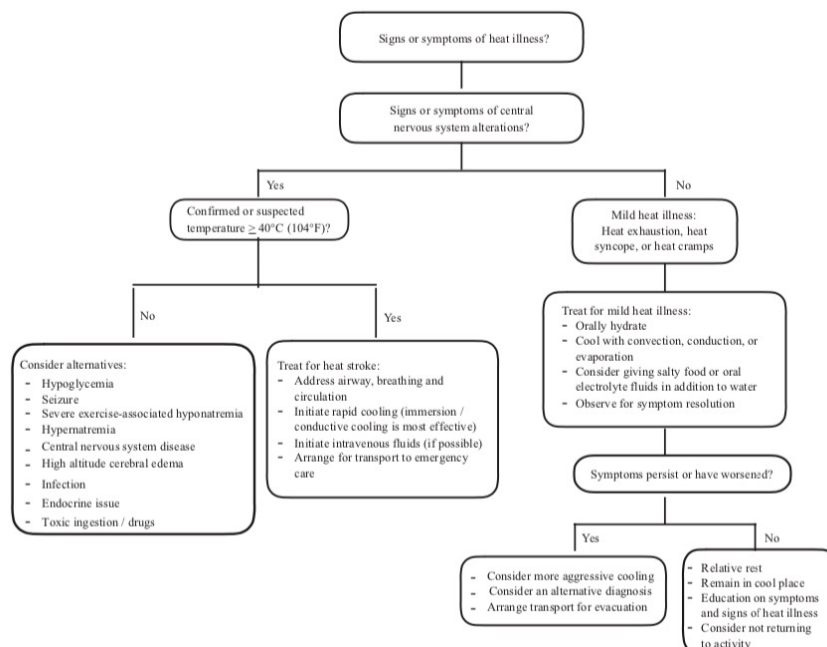 Signs or symptoms of heat illness?
Signs or symptoms of central
nervous system alterations?
Yes
No
Confirmed or suspected
temperature ≥ 40°C (104°F)?
Mild heat illness:
Heat exhaustion, heat
syncope, or heat cramps
No
Yes
Consider alternatives:
- Hypoglycemia
- Seizure
- Severe exercise-associated hyponatremia
- Hypernatremia
- Central nervous system disease
- High altitude cerebral edema
- Infection
- Endocrine issue
- Toxic ingestion / drugs
Treat for heat stroke:
- Address airway, breathing and
circulation
- Initiate rapid cooling (immersion /
conductive cooling is most effective)
- Initiate intravenous fluids (if possible)
- Arrange for transport to emergency
care
Treat for mild heat illness:
- Orally hydrate
- Cool with convection, conduction, or
evaporation
- Consider giving salty food or oral
electrolyte fluids in addition to water
- Observe for symptom resolution
Symptoms persist or have worsened?
Yes
No
- Consider more aggressive cooling
- Consider an alternative diagnosis
- Arrange transport for evacuation
- Relative rest
- Remain in cool place
- Education on symptoms
and signs of heat illness
- Consider not returning
to activity